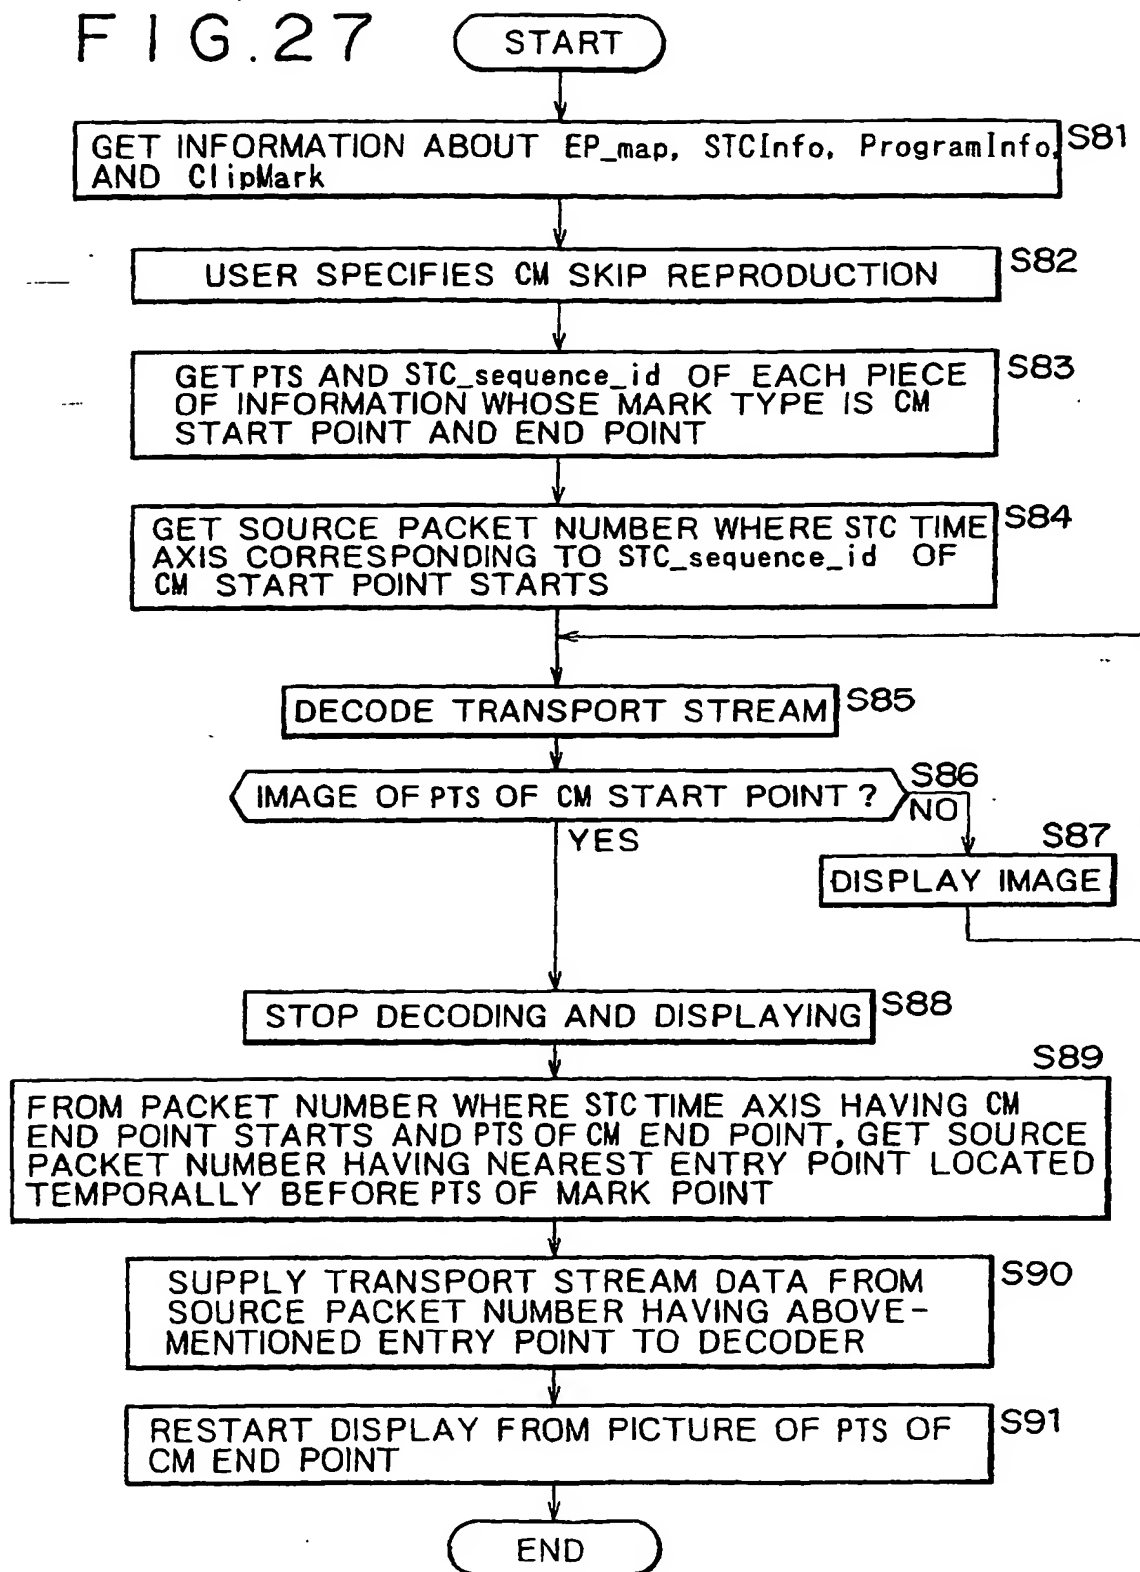 FIG.27
START
GET INFORMATION ABOUT EP_map, STCInfo, ProgramInfo, S81
AND ClipMark
USER SPECIFIES CM SKIP REPRODUCTION S82
GET PTS AND STC_sequence_id OF EACH PIECE S83
OF INFORMATION WHOSE MARK TYPE IS CM
START POINT AND END POINT
GET SOURCE PACKET NUMBER WHERE STC TIME S84
AXIS CORRESPONDING TO STC_sequence_id OF
CM START POINT STARTS
DECODE TRANSPORT STREAM S85
IMAGE OF PTS OF CM START POINT ? S86
NO
YES
S87
DISPLAY IMAGE
STOP DECODING AND DISPLAYING S88
S89
FROM PACKET NUMBER WHERE STC TIME AXIS HAVING CM
END POINT STARTS AND PTS OF CM END POINT, GET SOURCE
PACKET NUMBER HAVING NEAREST ENTRY POINT LOCATED
TEMPORALLY BEFORE PTS OF MARK POINT
SUPPLY TRANSPORT STREAM DATA FROM S90
SOURCE PACKET NUMBER HAVING ABOVE-
MENTIONED ENTRY POINT TO DECODER
RESTART DISPLAY FROM PICTURE OF PTS OF S91
CM END POINT
END